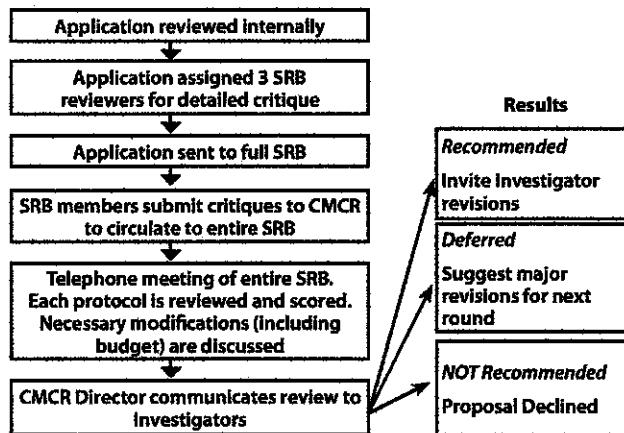 Application reviewed internally
Application assigned 3 SRB
reviewers for detailed critique
Application sent to full SRB
SRB members submit critiques to CMCR
to circulate to entire SRB
Telephone meeting of entire SRB.
Each protocol is reviewed and scored.
Necessary modifications (including
budget) are discussed
CMCR Director communicates review to
investigators
Results
Recommended
Invite Investigator
revisions
Deferred
Suggest major
revisions for next
round
NOT Recommended
Proposal Declined